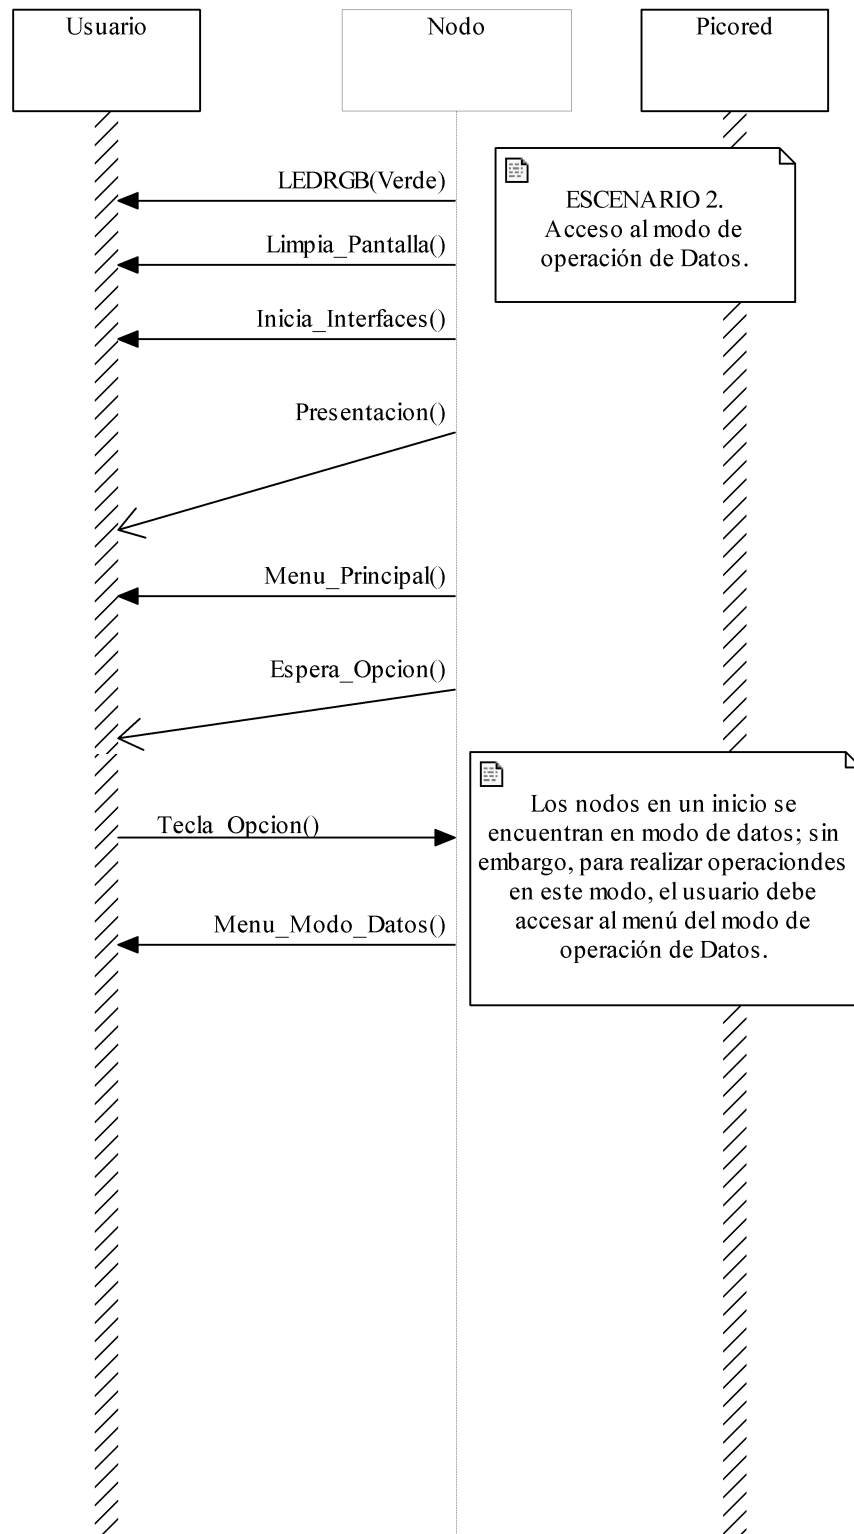 Usuario
Nodo
Picored
LEDRGB(Verde)
ESCENARIO 2.
Acceso al modo de
operación de Datos.
Limpia_Pantalla()
Inicia_Interfaces()
Presentacion()
Menu_Principal()
Espera_Opcion()
Los nodos en un inicio se
encuentran en modo de datos; sin
embargo, para realizar operaciondes
en este modo, el usuario debe
accesar al menú del modo de
operación de Datos.
Tecla_Opcion()
Menu_Modo_Datos()